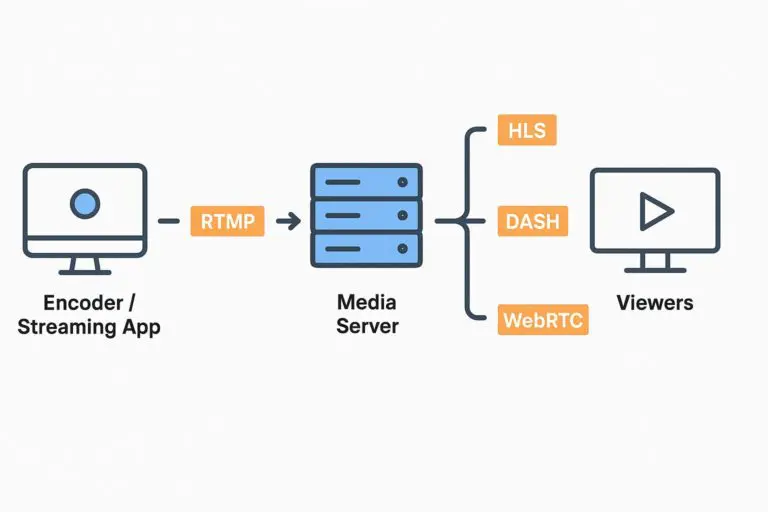 Encoder /
Streaming App
RTMP
Media
Server
HLS
DASH
WebRTC
Viewers